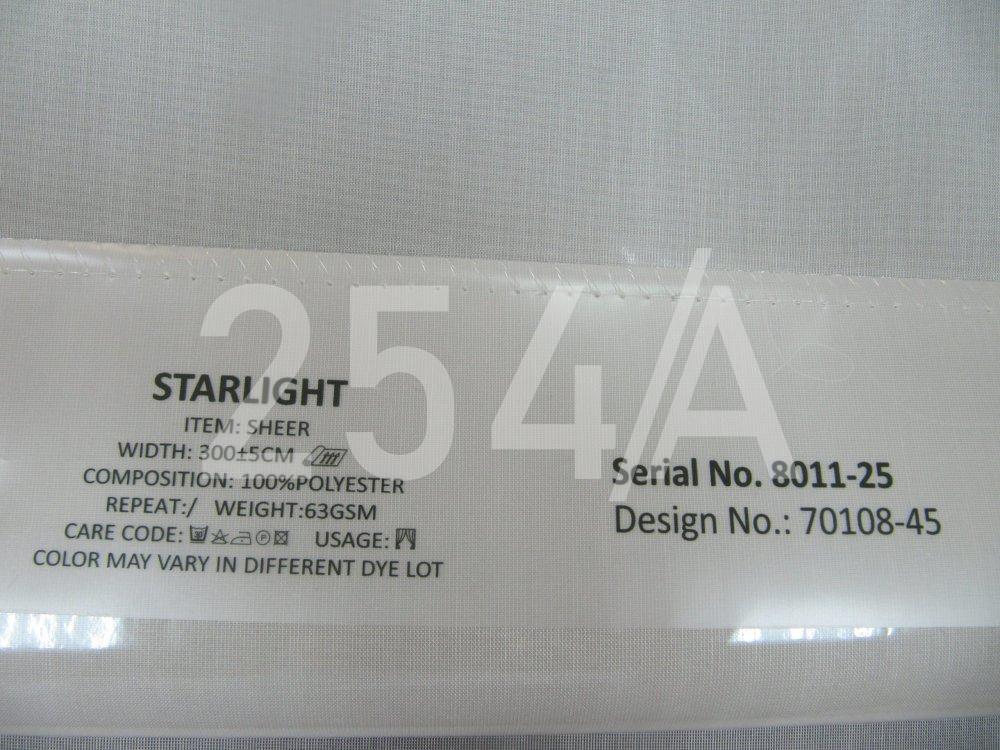 254/A
STARLIGHT
ITEM: SHEER
WIDTH: 300±5CM
COMPOSITION: 100%POLYESTER
REPEAT:/ WEIGHT:63GSM
CARE CODE: 30 P USAGE:
COLOR MAY VARY IN DIFFERENT DYE LOT
Serial No. 8011-25
Design No.: 70108-45